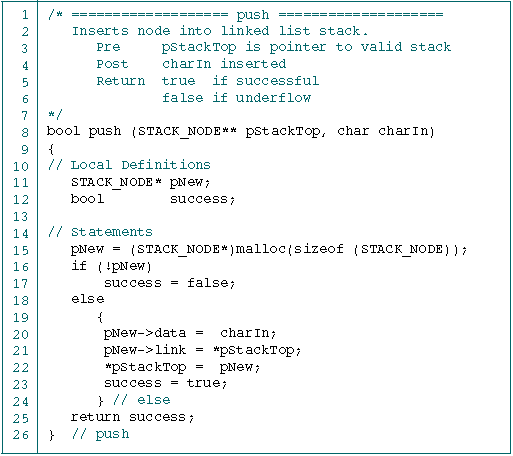 1 /* =================== push ====================
2 Inserts node into linked list stack.
3 Pre pStackTop is pointer to valid stack
4 Post charIn inserted
5 Return true if successful
6 false if underflow
7 */
8 bool push (STACK_NODE** pStackTop, char charIn)
9 {
10 // Local Definitions
11 STACK_NODE* pNew;
12 bool success;
13
14 // Statements
15 pNew = (STACK_NODE*)malloc(sizeof (STACK_NODE));
16 if (!pNew)
17 success = false;
18 else
19 {
20 pNew->data = charIn;
21 pNew->link = *pStackTop;
22 *pStackTop = pNew;
23 success = true;
24 } // else
25 return success;
26 } // push